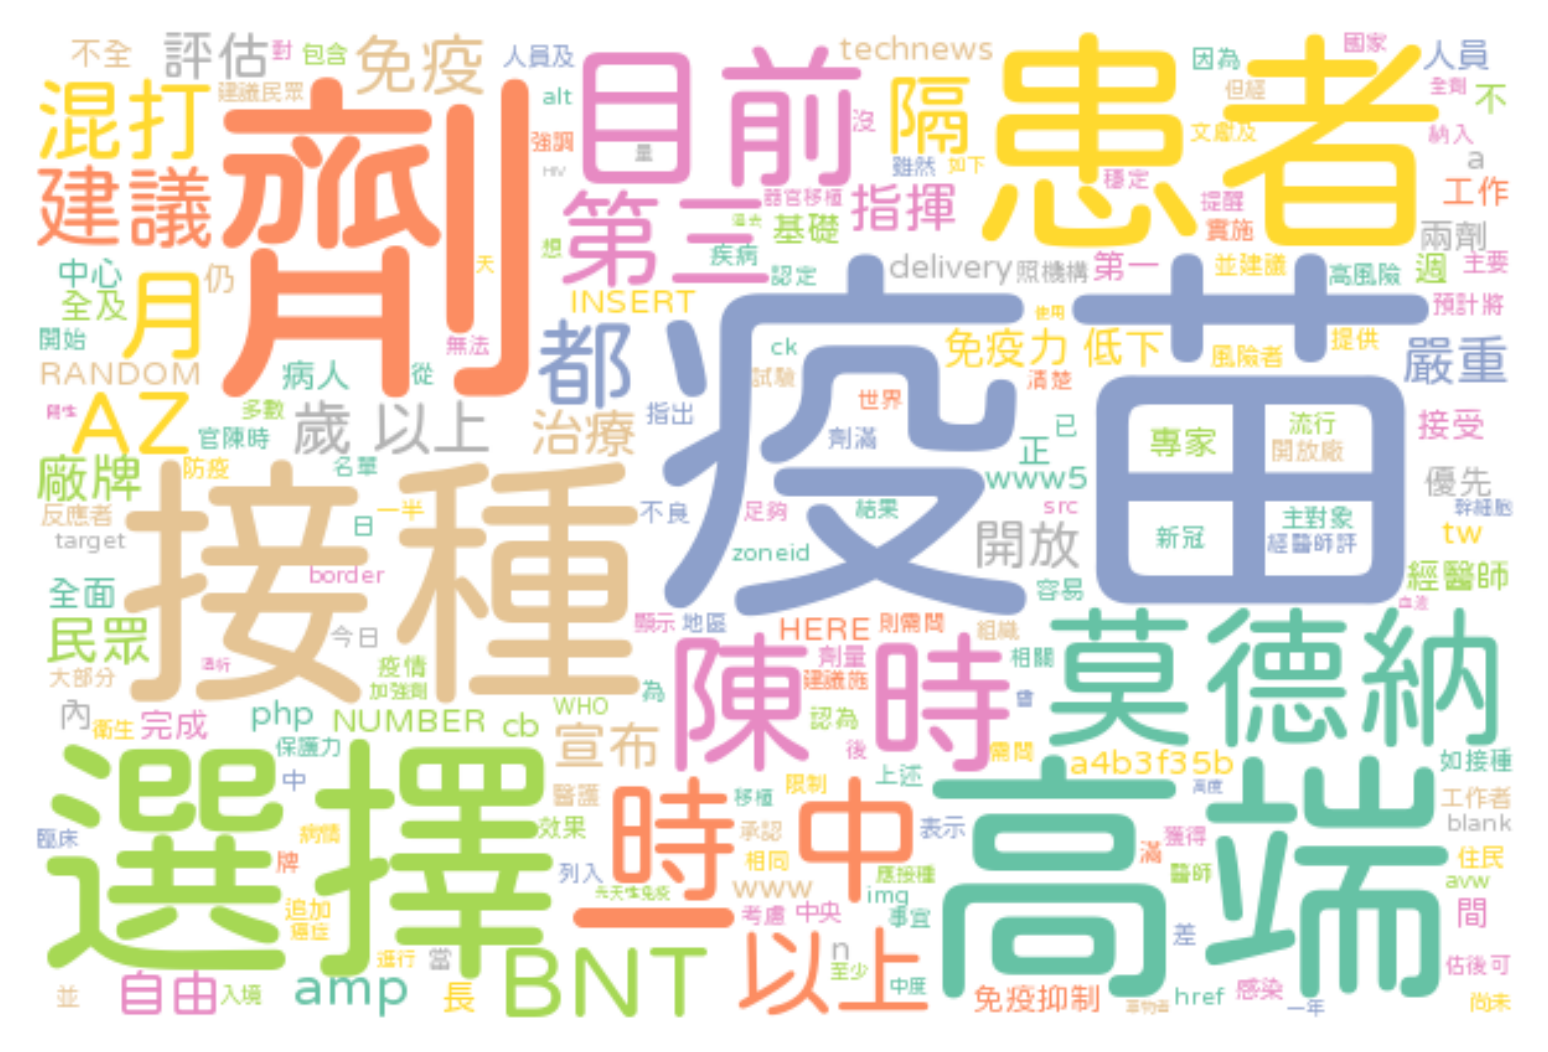 不全
評估
對
包含
免疫
人員及
目前
technews
患者
因為
國家
人員
混打
建議民眾
劑
alt
隔
但經
全劑
不
強調
量
沒
文獻及
納入
HIV
雖然
如下
a
建議
第三
器官移植
指揮
穩定
提醒
工作
基礎
實施
兩劑
想
疾病
中心
月
仍
天
認定
delivery
照機構
第一
並建議
高風險
週
主要
全及
INSERT
疫苗
使用
預計將
開始
都
無法
ck
免疫力
低下
風險者
提供
嚴重
RANDOM
病人
從
試驗
清楚
AZ
多數
歲
以上
治療
指出
世界
已
流行
接受
官陳時
劑滿
正
專家
開放廠
廠牌
防疫
名單
接種
www5
優先
反應者
一半
不良
足夠
結果
src
主對象
幹細胞
target
日
zoneid
開放
新冠
經醫師評
tw
border
全面
容易
經醫師
血液
民眾
今日
顯示
地區
HERE
則需間
組織
莫德納
大部分
疫情
陳時
劑量
相關
加強劑
為
建議施
內
衛生
完成
php
NUMBER
cb
WHO
認為
曾
宣布
後
需間
選擇
保護力
中
上述
a4b3f35b
如接種
高端
高度
臨床
病情
效果
醫護
時中
移植
限制
工作者
承認
表示
獲得
blank
牌
列入
相同
滿
醫師
住民
先天性免疫
www
應接種
img
avw
追加
癌症
一
考慮
中央
事宜
間
BNT
以上
n
差
進行
當
至少
估後可
並
自由
入境
amp
長
中度
免疫抑制
href
感染
一年
尚未